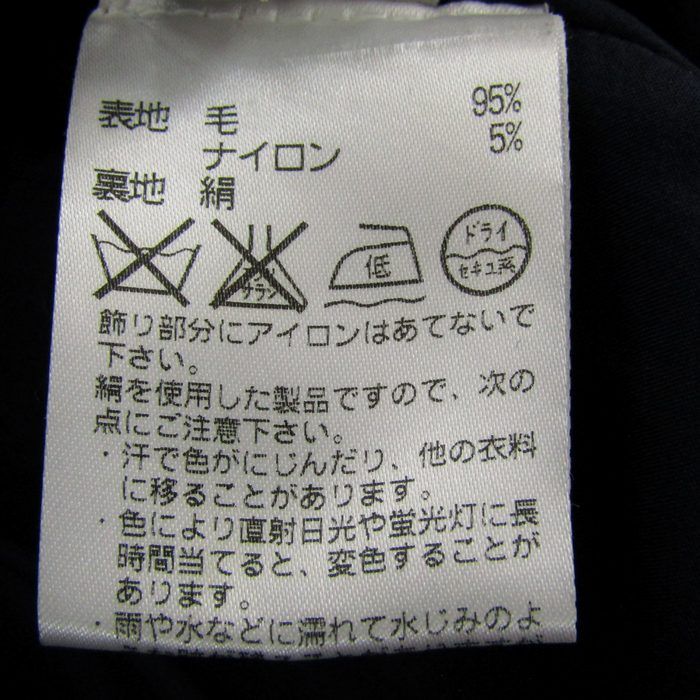 表地 毛 95%
ナイロン 5%
裏地 絹
サラン
低
ドライ
セキユ系
飾り部分にアイロンはあてないで
下さい。
絹を使用した製品ですので、次の
点にご注意下さい。
・汗で色がにじんだり、他の衣料
に移ることがあります。
・色により直射日光や蛍光灯に長
時間当てると、変色することが
あります。
・雨や水などに濡れて水じみのよ